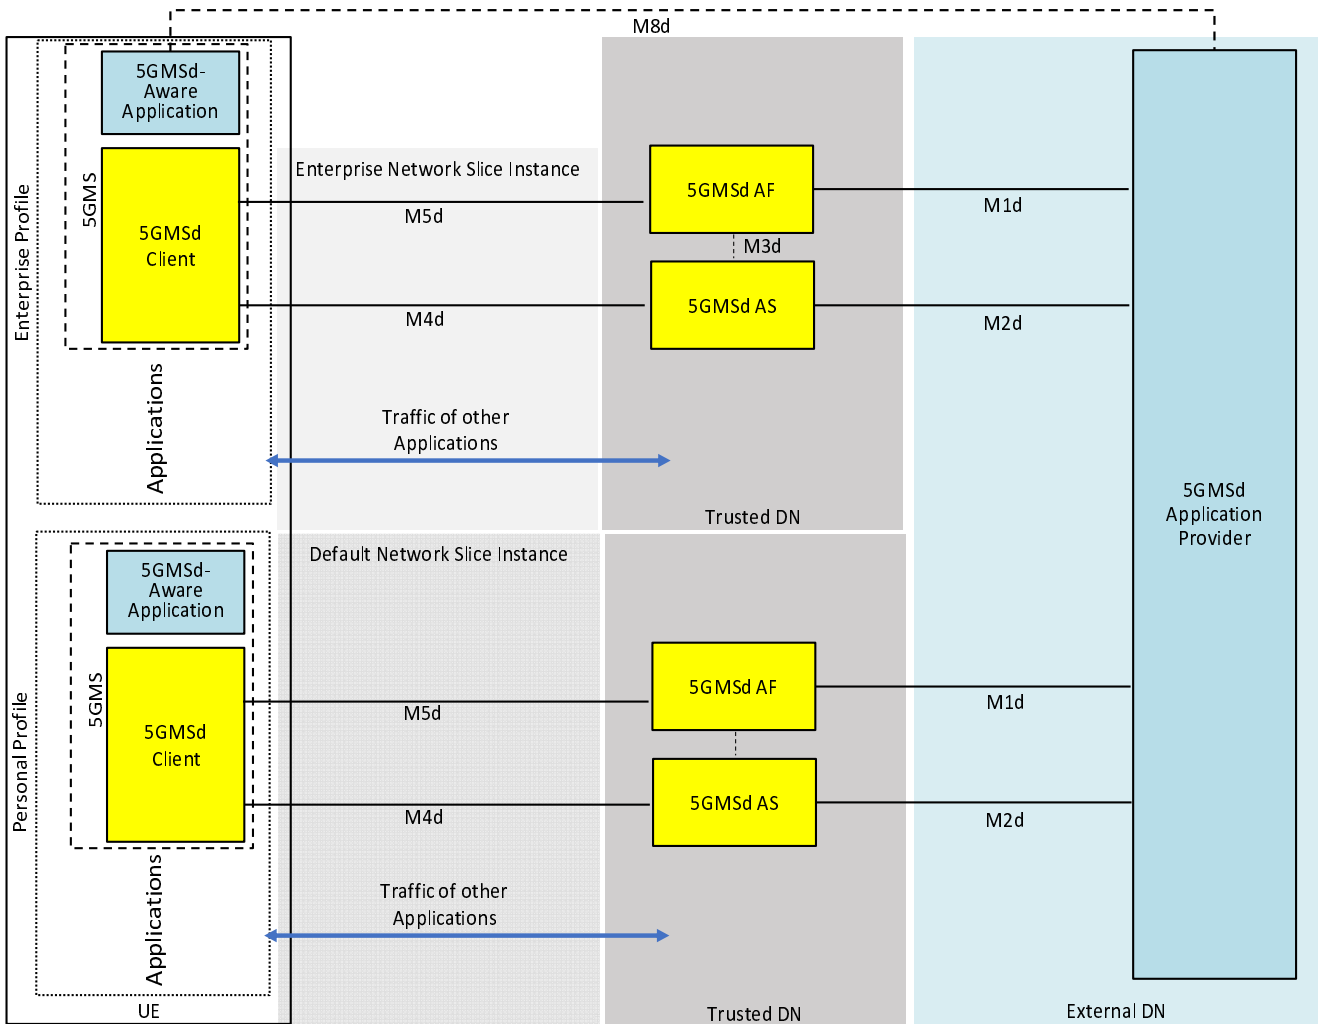 M8d
5GMSd-
Aware
Application
5GMS
5GMSd
Client
Enterprise Profile
Applications
Enterprise Network Slice Instance
M5d
M4d
Traffic of other
Applications
5GMSd AF
M3d
5GMSd AS
Trusted DN
M1d
M2d
5GMSd
Application
Provider
5GMSd-
Aware
Application
5GMS
5GMSd
Client
Personal Profile
Applications
UE
Default Network Slice Instance
M5d
M4d
Traffic of other
Applications
5GMSd AF
5GMSd AS
Trusted DN
M1d
M2d
External DN